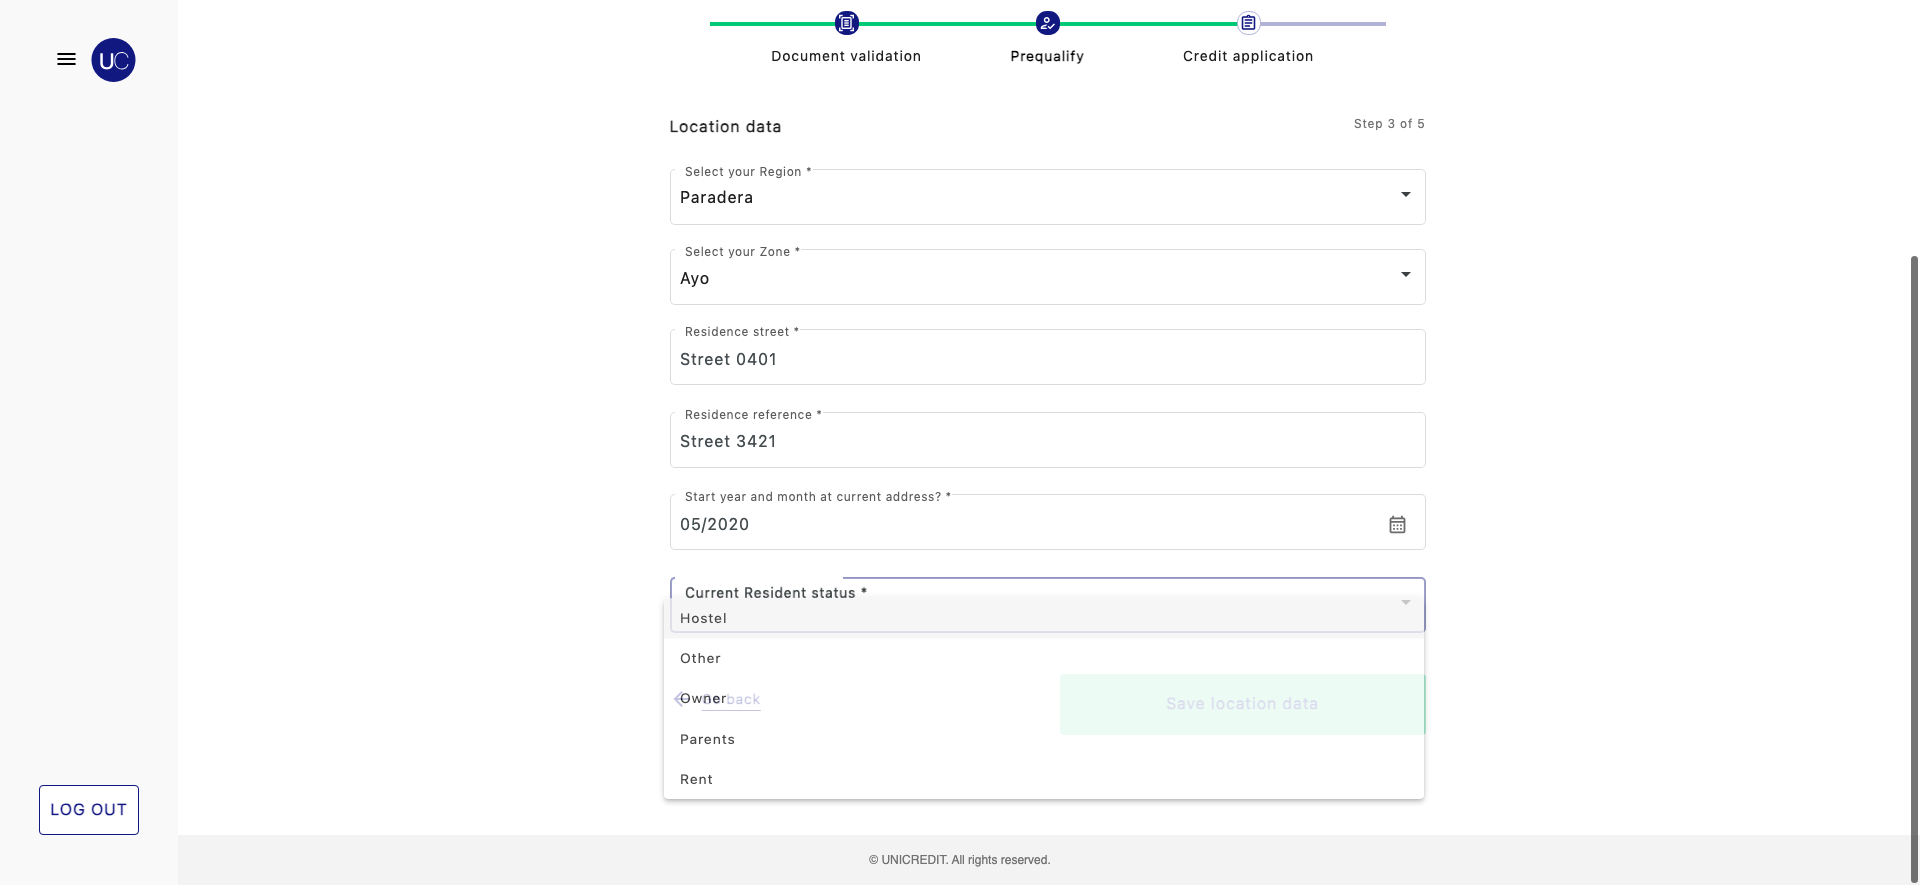 UC
Document validation
Prequalify
Credit application
Location data
Step 3 of 5
Select your Region *
Paradera
Select your Zone *
Ayo
Residence street *
Street 0401
Residence reference *
Street 3421
Start year and month at current address? *
05/2020
Current Resident status *
Hostel
Other
Owner
Go back
Save location data
Parents
Rent
LOG OUT
© UNICREDIT. All rights reserved.